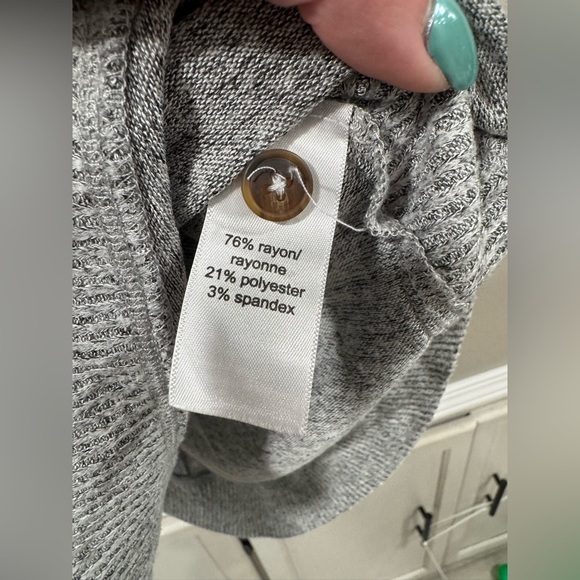 76% rayon/
rayonne
21% polyester
3% spandex